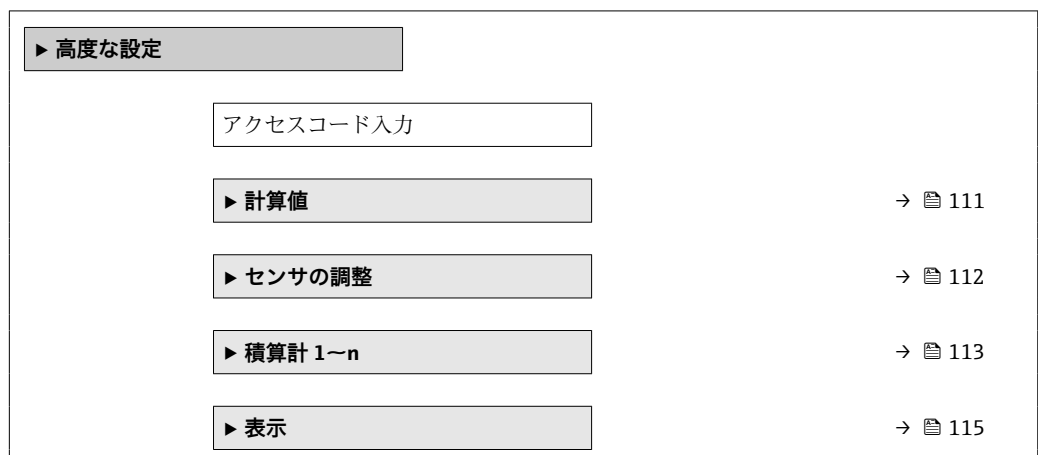 ▶ 高度な設定
アクセスコード入力
▶ 計算値 → 111
▶ センサの調整 → 112
▶ 積算計 1～n → 113
▶ 表示 → 115